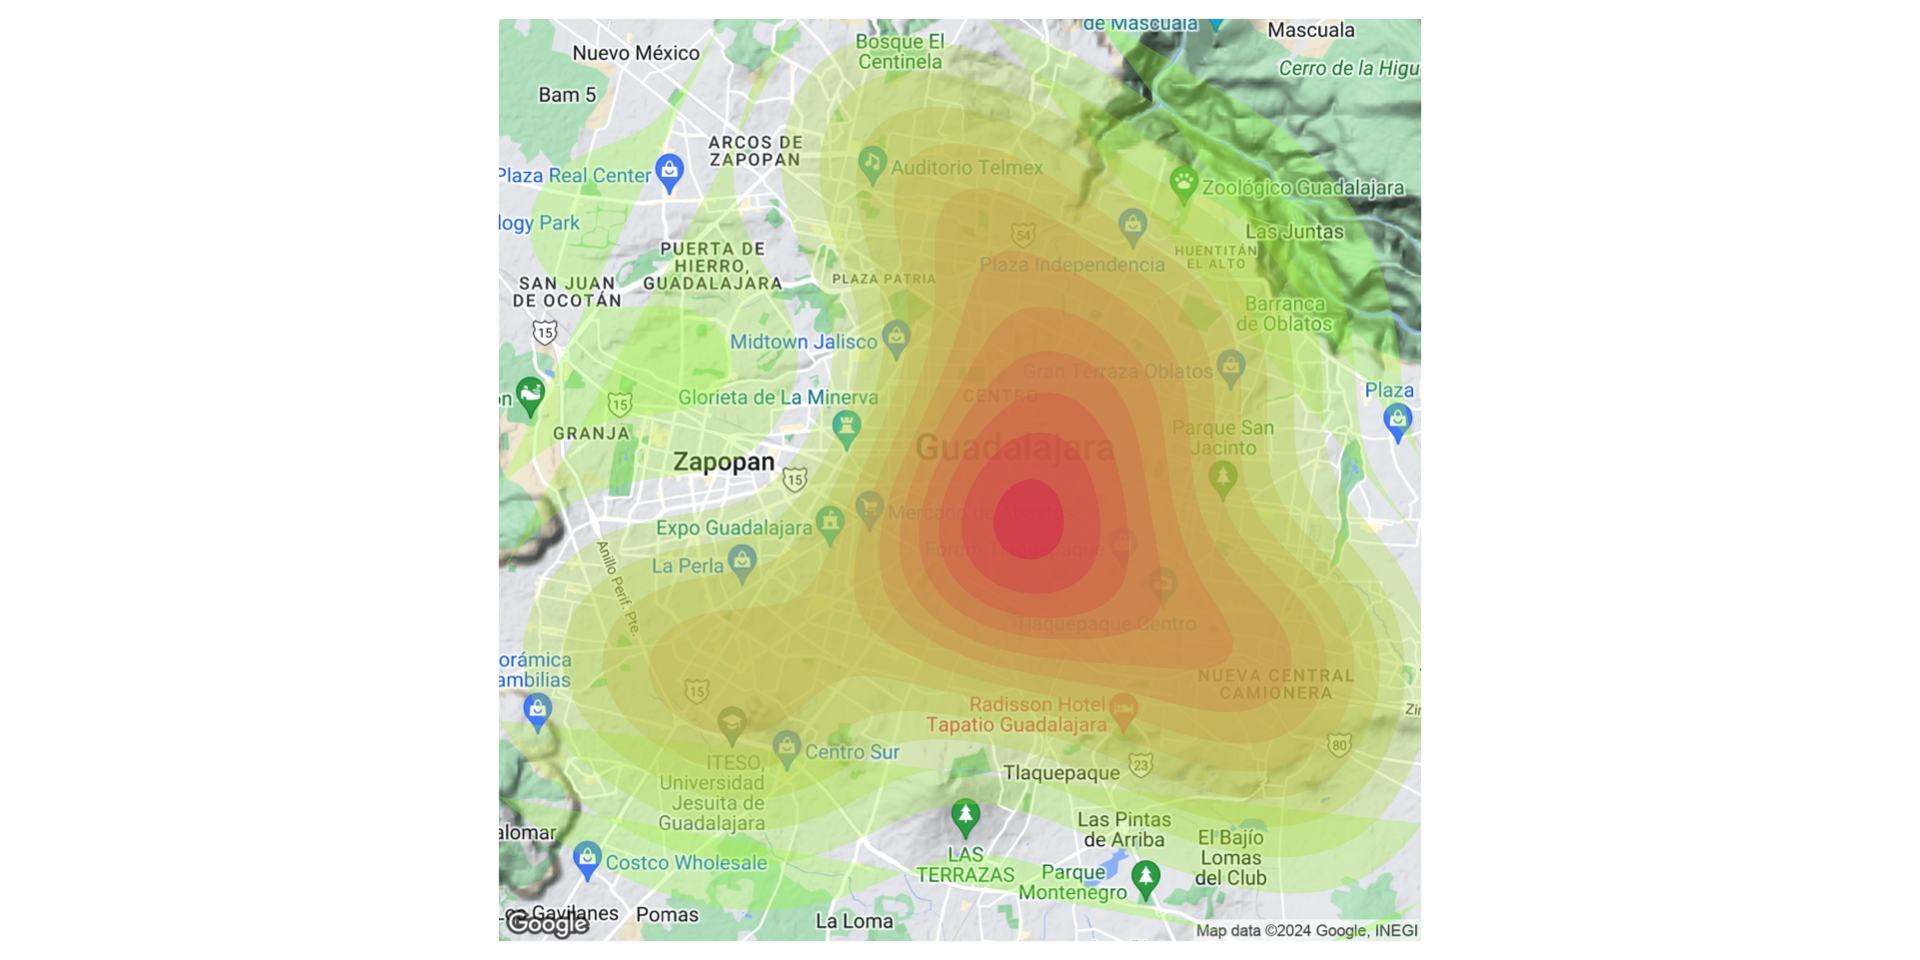 de Mascuala
Mascuala
Nuevo México
Bosque El
Centinela
Cerro de la Higu
Bam 5
ARCOS DE
ZAPOPAN
Plaza Real Center
Auditorio Telmex
Zoológico Guadalajara
logy Park
54
Las Juntas
PUERTA DE
HIERRO,
GUADALAJARA
PLAZA PATRIA
Plaza Independencia
HUENTITÁN
EL ALTO
SAN JUAN
DE OCOTÁN
15
Barranca
de Oblatos
Midtown Jalisco
Gran Terraza Oblatos
Plaza
n
15
Glorieta de La Minerva
CENTRO
GRANJA
Guadalajara
Parque San
Jacinto
Zapopan
15
Expo Guadalajara
Mercado de
La Perla
Anillo Perif. Pte.
Tlaquepaque Centro
orámica
ambilias
15
NUEVA CENTRAL
CAMIONERA
Radisson Hotel
Tapatio Guadalajara
80
ITESO,
Universidad
Jesuita de
Guadalajara
Centro Sur
Tlaquepaque
23
alomar
Las Pintas
de Arriba
El Bajío
Lomas
del Club
Costco Wholesale
LAS
TERRAZAS
Parque
Montenegro
Los Gavilanes
Pomas
La Loma
Google
Map data ©2024 Google, INEGI